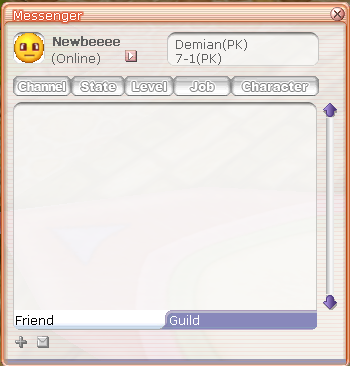 Messenger
Newbeeee
(Online)
Demian(PK)
7-1(PK)
Channel State Level Job Character
Friend Guild